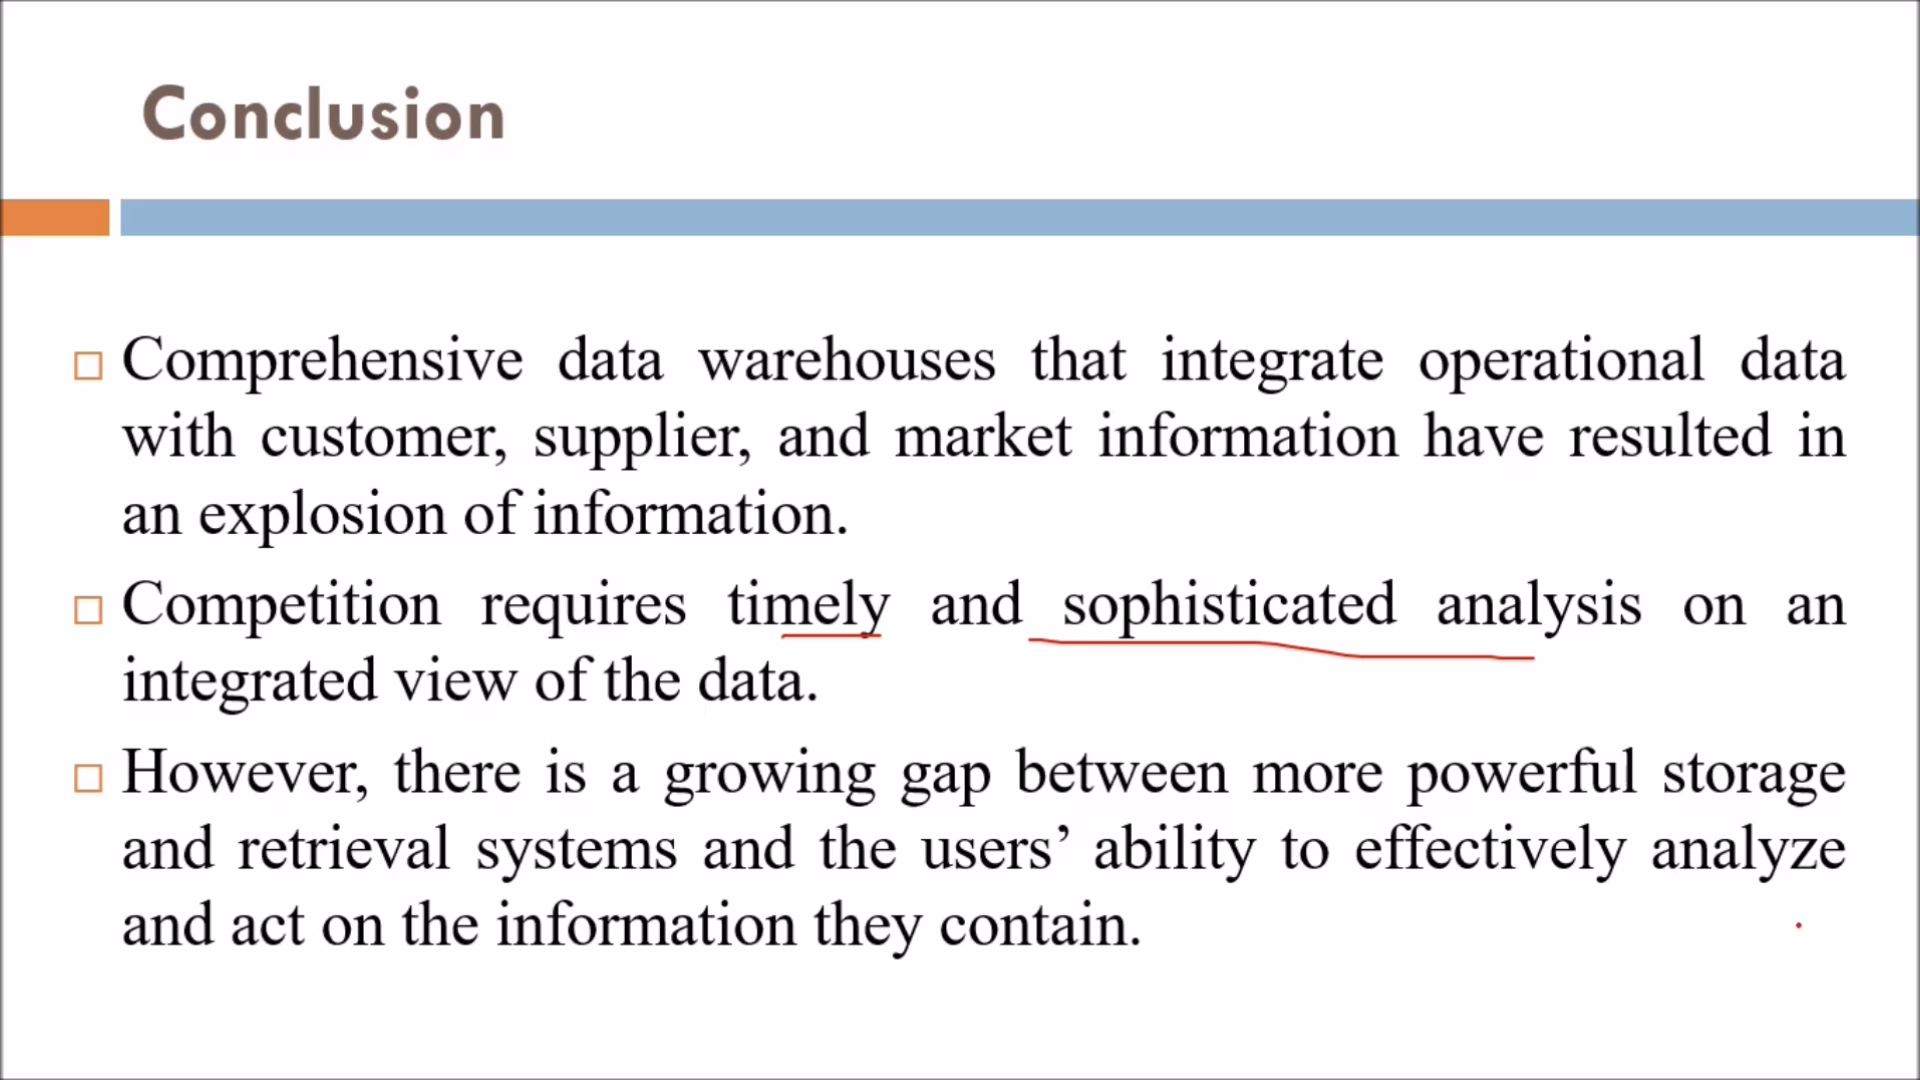 Conclusion
Comprehensive data warehouses that integrate operational data
with customer, supplier, and market information have resulted in
an explosion of information.
Competition requires timely and sophisticated analysis on an
integrated view of the data.
However, there is a growing gap between more powerful storage
and retrieval systems and the users’ ability to effectively analyze
and act on the information they contain.